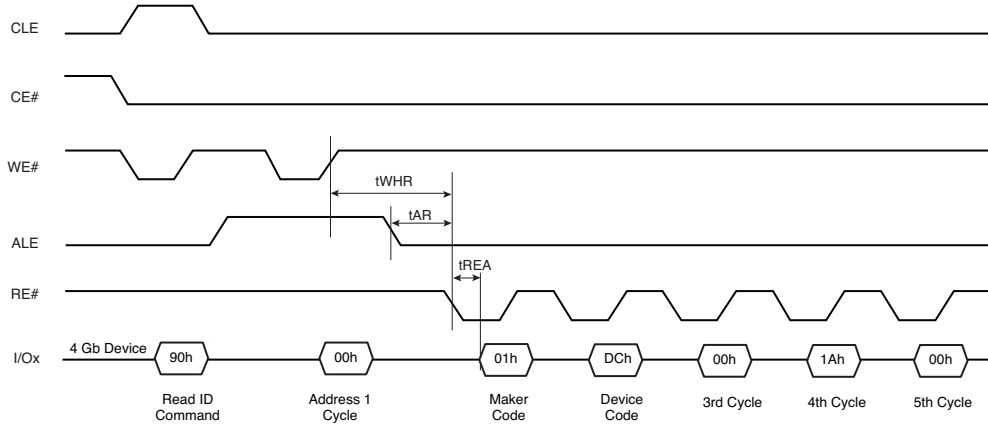 CLE
CE#
WE#
tWHR
tAR
ALE
tREA
RE#
I/Ox
4 Gb Device
90h
00h
01h
DCh
00h
1Ah
00h
Read ID
Command
Address 1
Cycle
Maker
Code
Device
Code
3rd Cycle
4th Cycle
5th Cycle